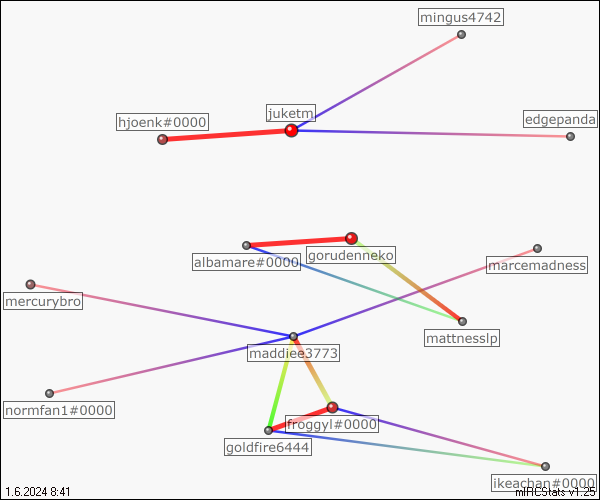 mingus4742
juketm
hjoenk#0000
edgepanda
albamare#0000
gorudenneko
marcemadness
mercurybro
mattnesslp
maddiee3773
normfan1#0000
froggyl#0000
goldfire6444
ikeachan#0000
1.6.2024 8:41
mIRCStats v1.25